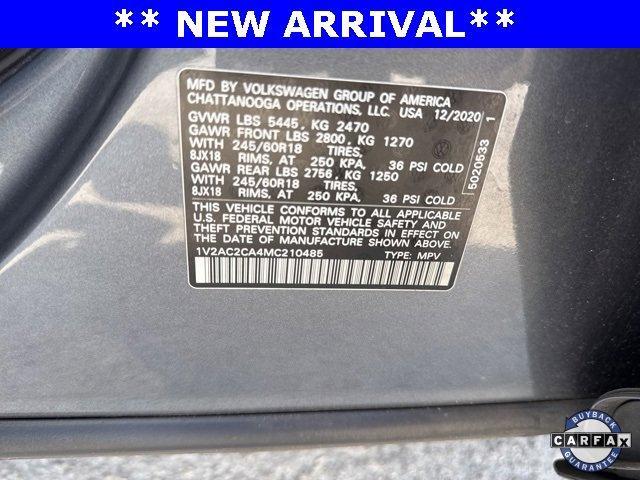 ** NEW ARRIVAL**
MFD BY VOLKSWAGEN GROUP OF AMERICA
CHATTANOOGA OPERATIONS, LLC. USA 12/2020
GVWR LBS 5445, KG 2470
GAWR FRONT LBS 2800, KG 1270
WITH 245/60R18 TIRES,
8JX18 RIMS, AT 250 KPA, 36 PSI COLD
GAWR REAR LBS 2756, KG 1250
WITH 245/60R18 TIRES,
8JX18 RIMS, AT 250 KPA, 36 PSI COLD
THIS VEHICLE CONFORMS TO ALL APPLICABLE
U.S. FEDERAL MOTOR VEHICLE SAFETY AND
THEFT PREVENTION STANDARDS IN EFFECT ON
THE DATE OF MANUFACTURE SHOWN ABOVE.
1V2AC2CA4MC210485 TYPE: MPV
5020533 1
BUYBACK
CARFAX
GUARANTEE